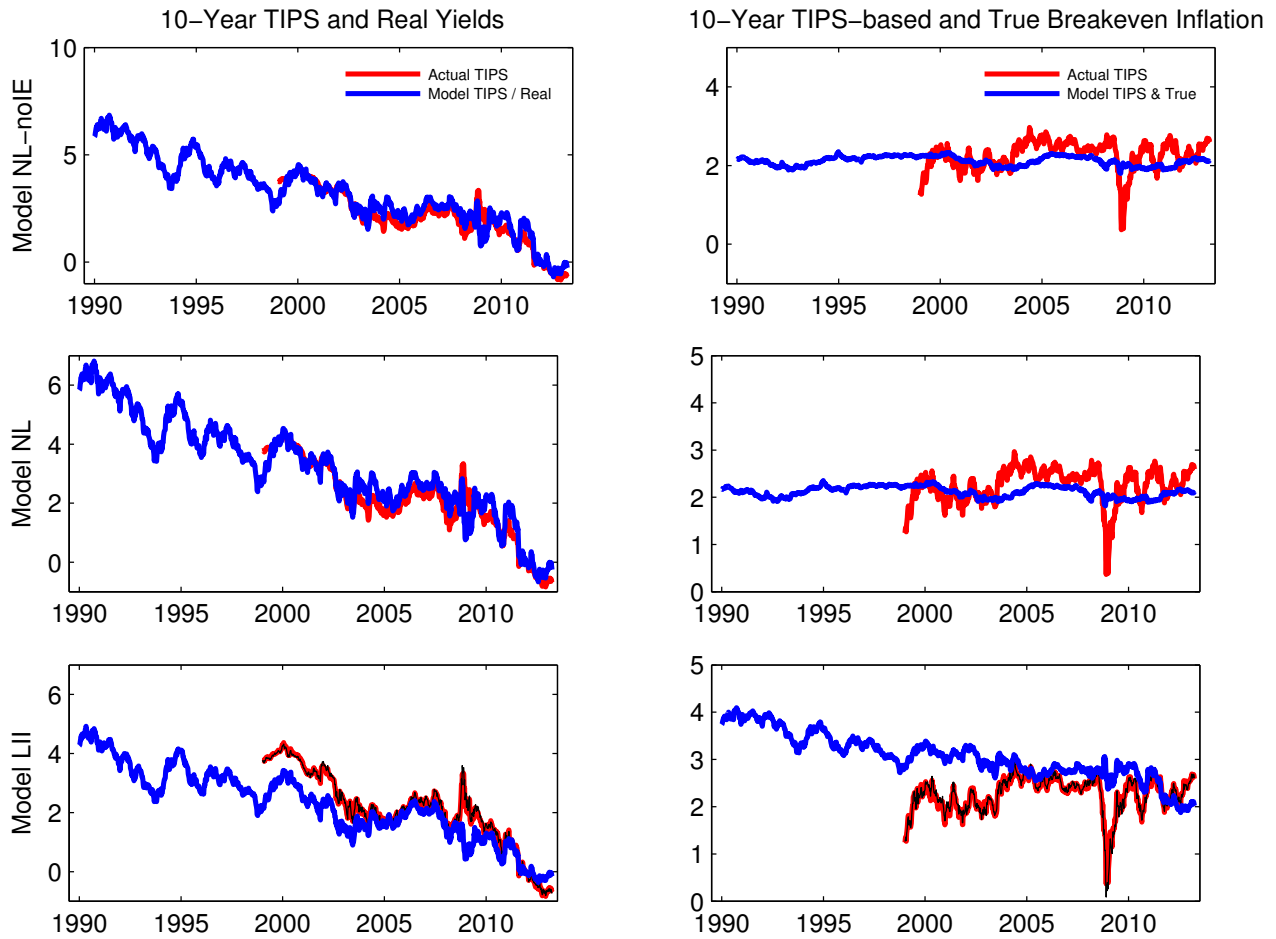 10−Year TIPS and Real Yields
10−Year TIPS−based and True Breakeven Inflation
Model NL−noIE
10
5
0
Actual TIPS
Model TIPS / Real
1990 1995 2000 2005 2010
4
2
0
Actual TIPS
Model TIPS & True
1990 1995 2000 2005 2010
Model NL
6
4
2
0
1990 1995 2000 2005 2010
5
4
3
2
1
0
1990 1995 2000 2005 2010
Model LII
6
4
2
0
1990 1995 2000 2005 2010
5
4
3
2
1
0
1990 1995 2000 2005 2010